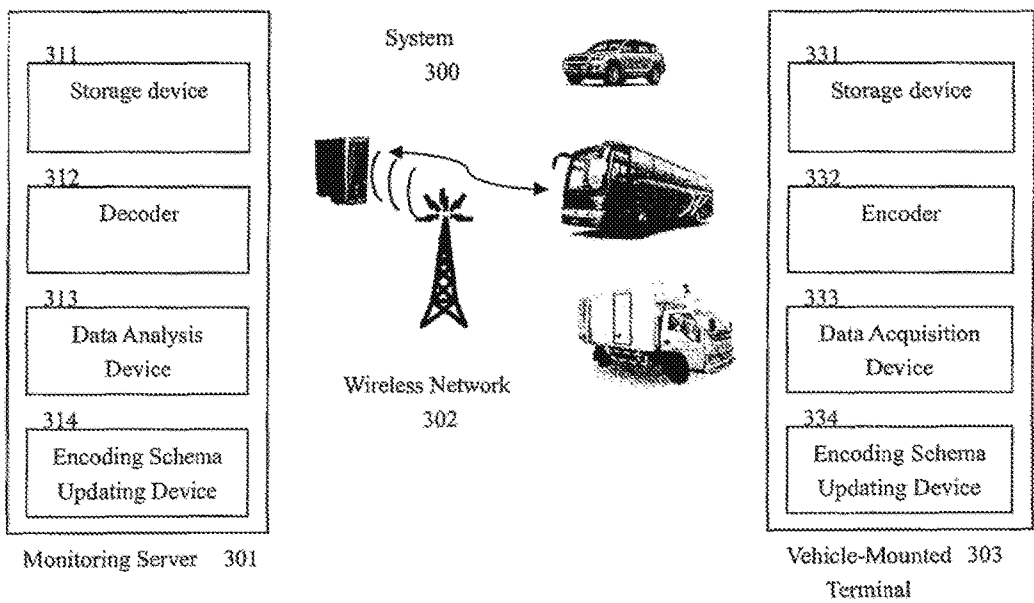 311
Storage device
312
Decoder
313
Data Analysis
Device
314
Encoding Schema
Updating Device
Monitoring Server 301
System
300
Wireless Network
302
331
Storage device
332
Encoder
333
Data Acquisition
Device
334
Encoding Schema
Updating Device
Vehicle-Mounted 303
Terminal